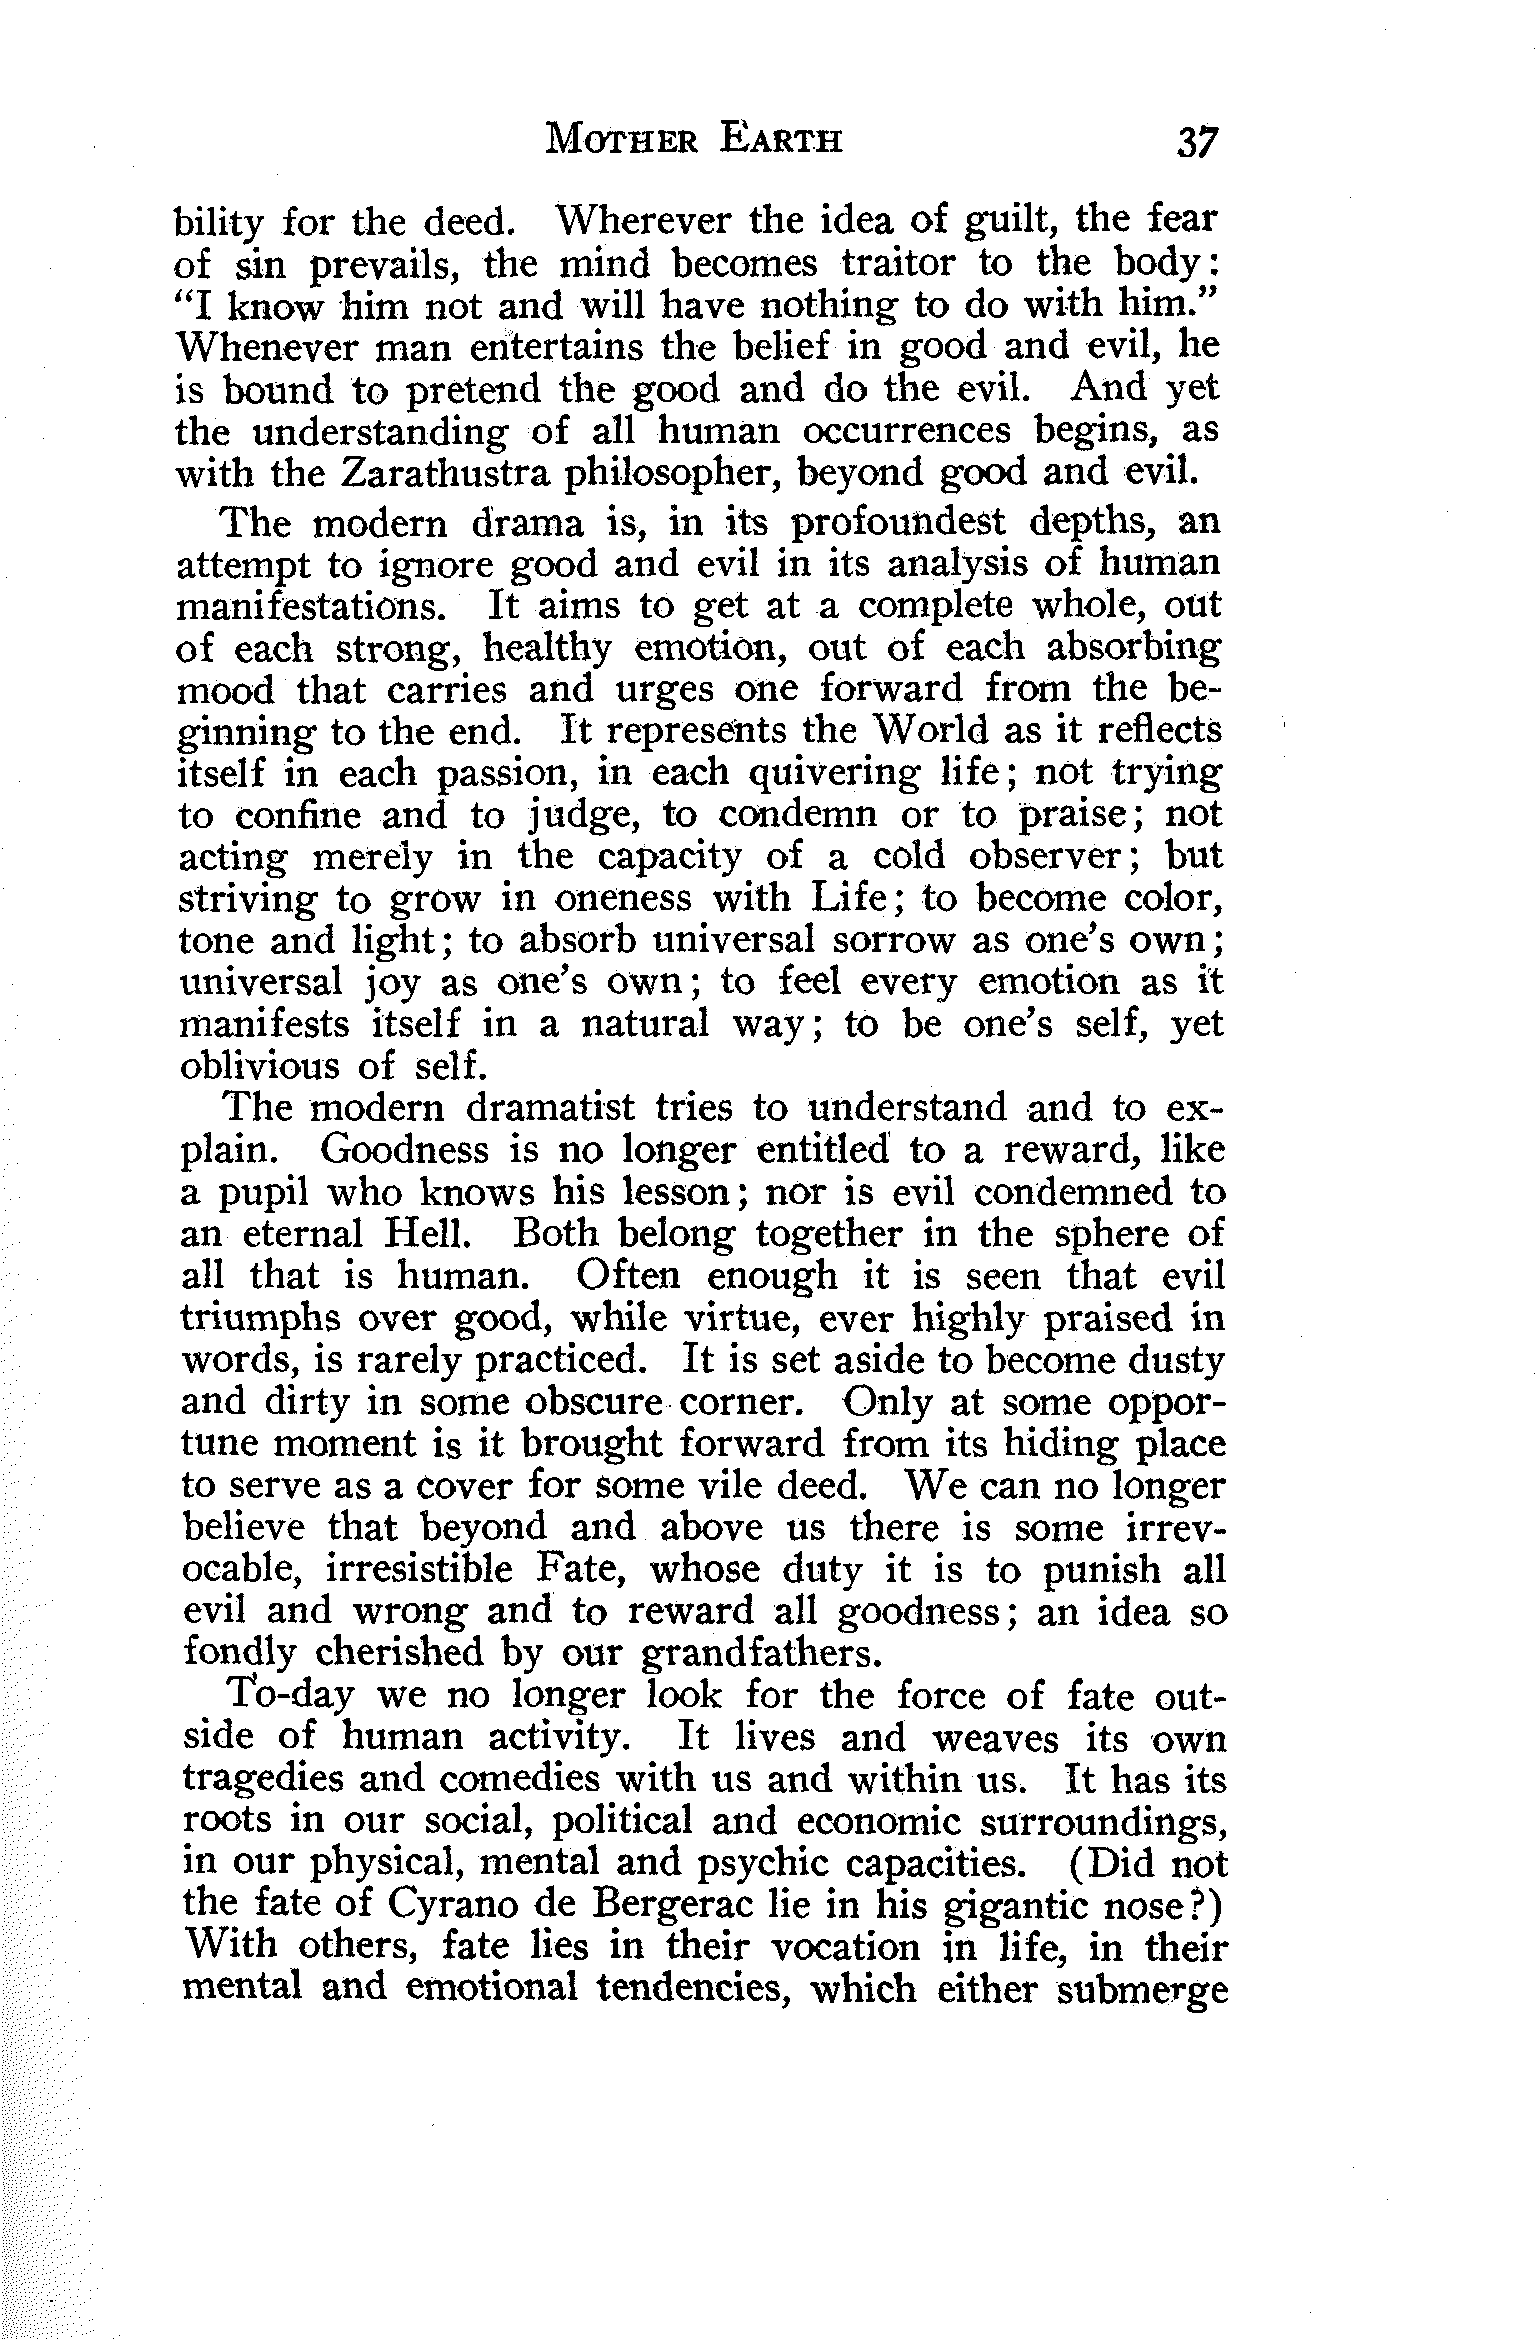 MOTHER EARTH 37
bility for the deed. Wherever the idea of guilt, the fear
of sin prevails, the mind becomes traitor to the body:
“I know him not and will have nothing to do with him.”
Whenever man entertains the belief in good and evil, he
is bound to pretend the good and do the evil. And yet
the understanding of all human occurrences begins, as
with the Zarathustra philosopher, beyond good and evil.
The modern drama is, in its profoundest depths, an
attempt to ignore good and evil in its analysis of human
manifestations. It aims to get at a complete whole, out
of each strong, healthy emotion, out of each absorbing
mood that carries and urges one forward from the be-
ginning to the end. It represents the World as it reflects
itself in each passion, in each quivering life; not trying
to confine and to judge, to condemn or to praise; not
acting merely in the capacity of a cold observer; but
striving to grow in oneness with Life; to become color,
tone and light; to absorb universal sorrow as one’s own;
universal joy as one’s own; to feel every emotion as it
manifests itself in a natural way; to be one’s self, yet
oblivious of self.
The modern dramatist tries to understand and to ex-
plain. Goodness is no longer entitled to a reward, like
a pupil who knows his lesson; nor is evil condemned to
an eternal Hell. Both belong together in the sphere of
all that is human. Often enough it is seen that evil
triumphs over good, while virtue, ever highly praised in
words, is rarely practiced. It is set aside to become dusty
and dirty in some obscure corner. Only at some oppor-
tune moment is it brought forward from its hiding place
to serve as a cover for some vile deed. We can no longer
believe that beyond and above us there is some irrev-
ocable, irresistible Fate, whose duty it is to punish all
evil and wrong and to reward all goodness; an idea so
fondly cherished by our grandfathers.
To-day we no longer look for the force of fate out-
side of human activity. It lives and weaves its own
tragedies and comedies with us and within us. It has its
roots in our social, political and economic surroundings,
in our physical, mental and psychic capacities. (Did not
the fate of Cyrano de Bergerac lie in his gigantic nose?)
With others, fate lies in their vocation in life, in their
mental and emotional tendencies, which either submerge